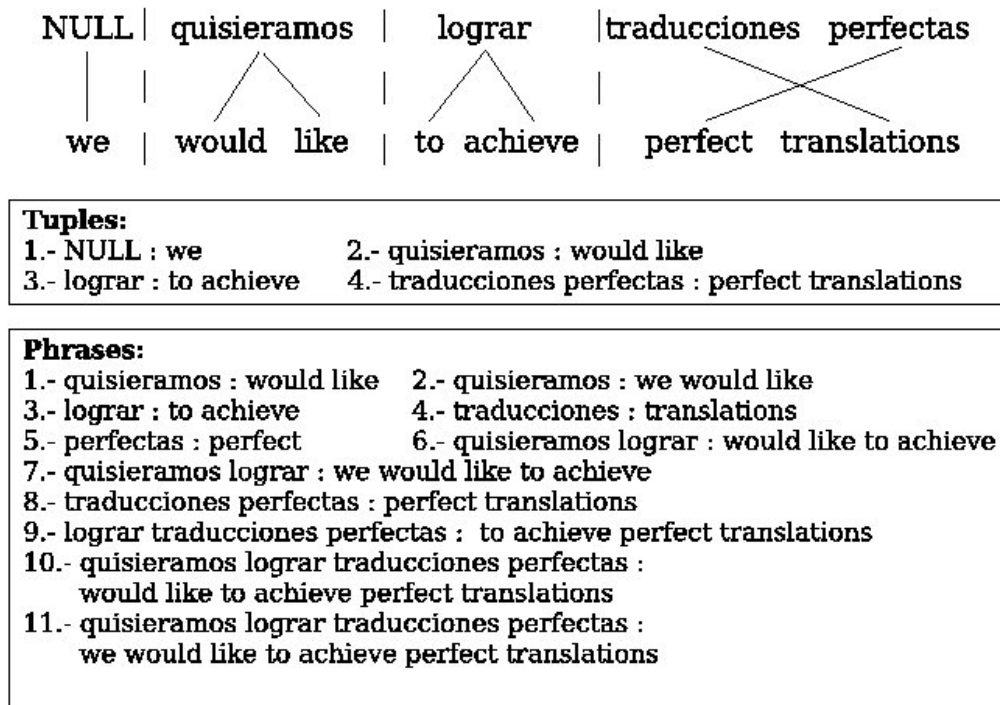 NULL | quisieramos | lograr | traducciones perfectas
we | would like | to achieve | perfect translations
Tuples:
1.- NULL : we 2.- quisieramos : would like
3.- lograr : to achieve 4.- traducciones perfectas : perfect translations
Phrases:
1.- quisieramos : would like 2.- quisieramos : we would like
3.- lograr : to achieve 4.- traducciones : translations
5.- perfectas : perfect 6.- quisieramos lograr : would like to achieve
7.- quisieramos lograr : we would like to achieve
8.- traducciones perfectas : perfect translations
9.- lograr traducciones perfectas : to achieve perfect translations
10.- quisieramos lograr traducciones perfectas :
would like to achieve perfect translations
11.- quisieramos lograr traducciones perfectas :
we would like to achieve perfect translations